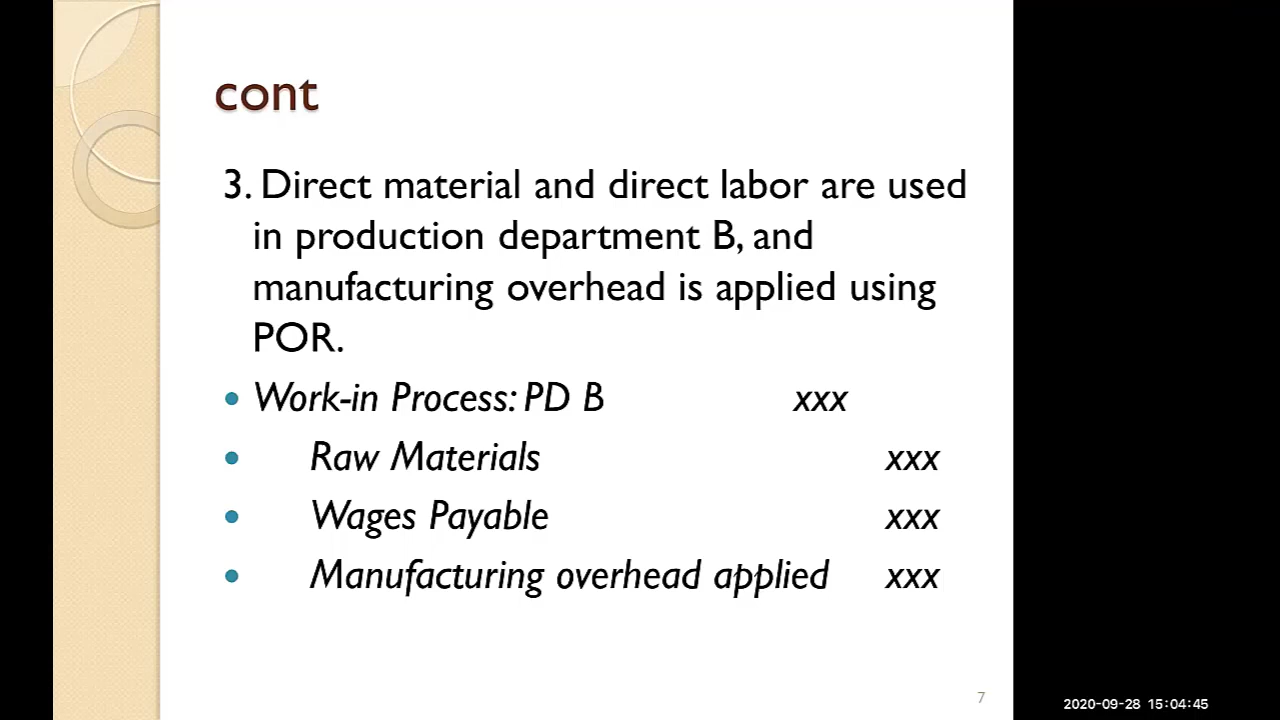 cont
3. Direct material and direct labor are used
in production department B, and
manufacturing overhead is applied using
POR.
• Work-in Process: PD B xxx
• Raw Materials xxx
• Wages Payable xxx
• Manufacturing overhead applied xxx
7
2020-09-28 15:04:45